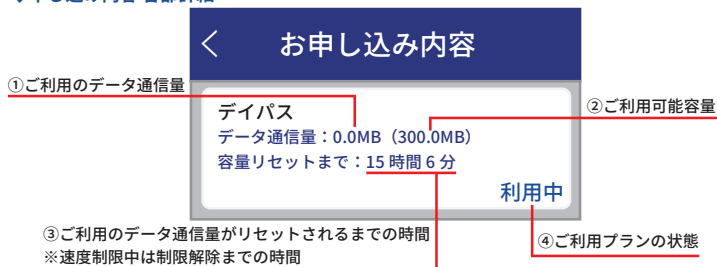 お申し込み内容
①ご利用のデータ通信量
②ご利用可能容量
デイパス
データ通信量：0.0MB（300.0MB）
容量リセットまで：15 時間 6 分
利用中
③ご利用のデータ通信量がリセットされるまでの時間
※速度制限中は制限解除までの時間
④ご利用プランの状態